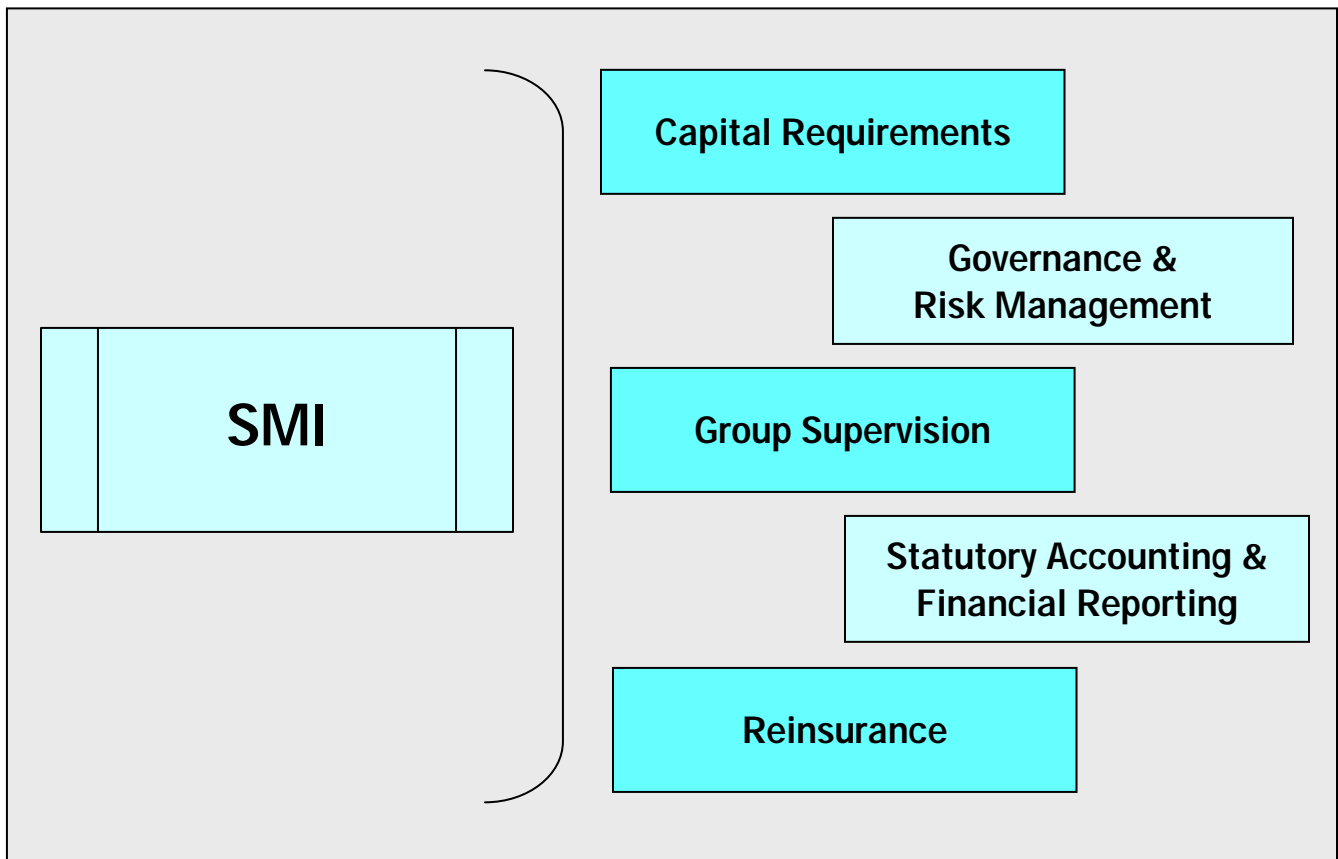 SMI
Capital Requirements
Governance &
Risk Management
Group Supervision
Statutory Accounting &
Financial Reporting
Reinsurance